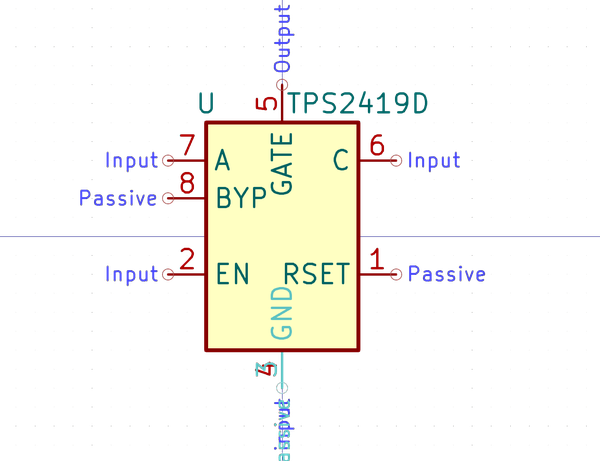 Output
U
5
TPS2419D
7
6
Input
A
GATE
C
Input
8
Passive
BYP
2
1
Input
EN
RSET
Passive
GND
4
input